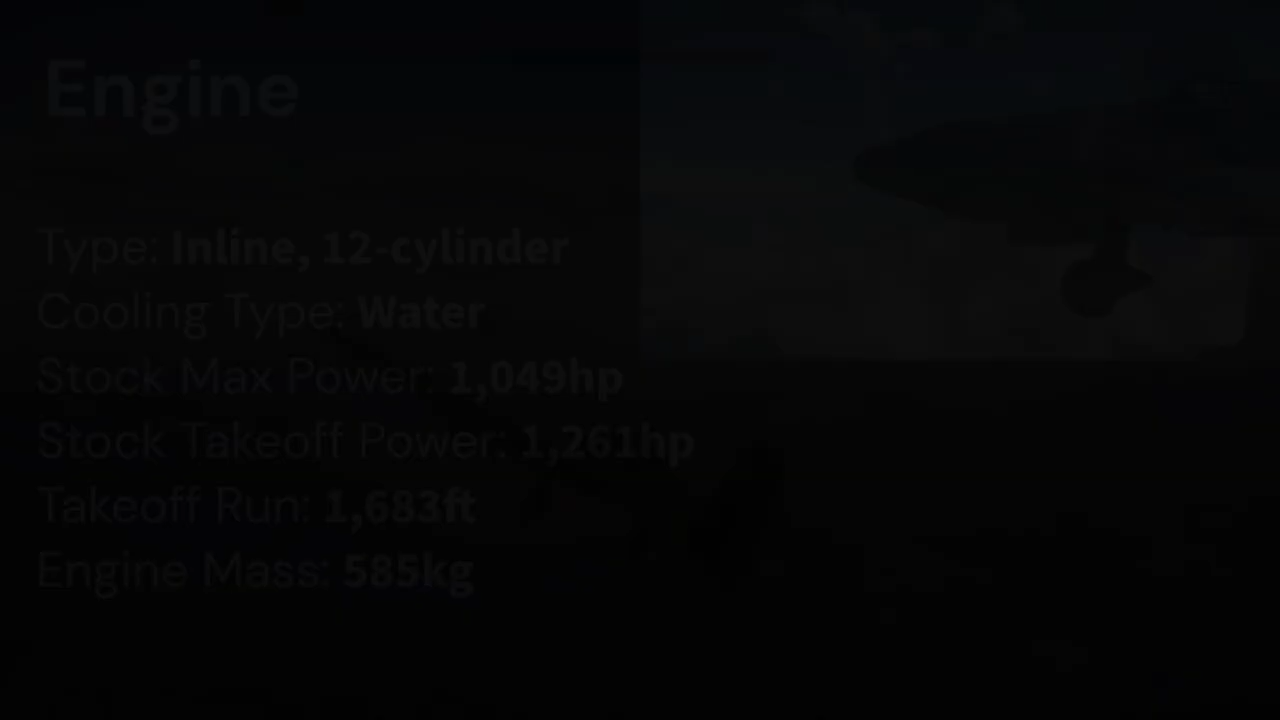 Engine
Type: Inline, 12-cylinder
Cooling Type: Water
Stock Max Power: 1,049hp
Stock Takeoff Power: 1,261hp
Takeoff Run: 1,683ft
Engine Mass: 585kg